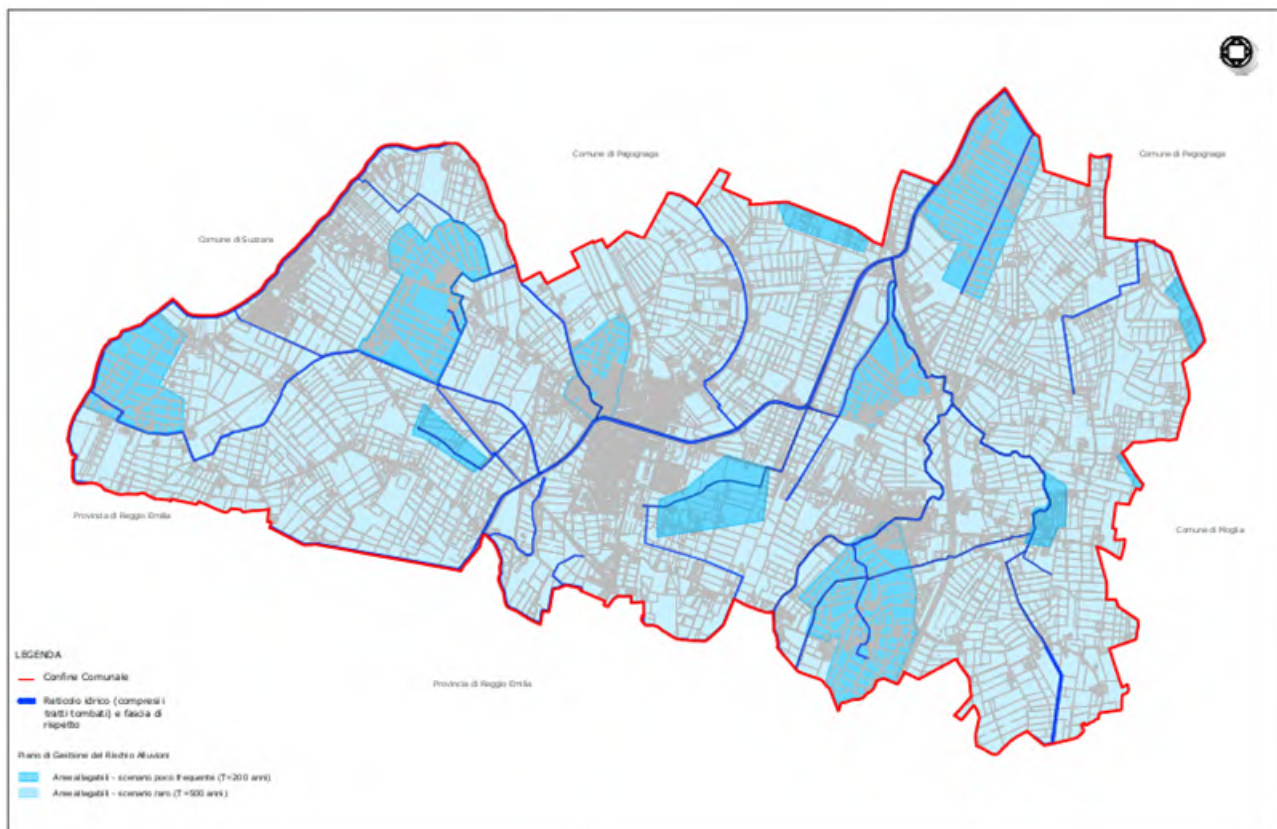 Comune di Pegognaga
Comune di Pegognaga
Comune di Suzzara
Provincia di Reggio Emilia
Comune di Moglia
Provincia di Reggio Emilia
LEGENDA
Confine Comunale
Reticolo idrico (compresi i
tratti tombati) e fascia di
rispetto
Piano di Gestione del Rischio Alluvioni
Aree allagabili - scenario poco frequente (T=200 anni)
Aree allagabili - scenario raro (T=500 anni)